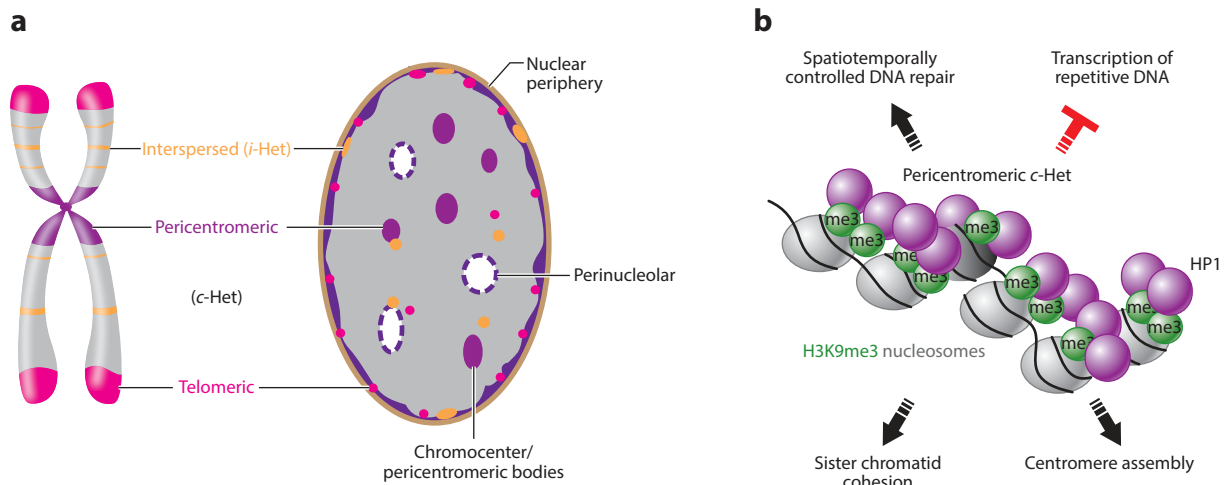 a
Nuclear
periphery
Interspersed (i-Het)
Pericentromeric
(c-Het)
Perinucleolar
Telomeric
Chromocenter/
pericentromeric bodies
b
Spatiotemporally
controlled DNA repair
Transcription of
repetitive DNA
Pericentromeric c-Het
me3
me3
me3
me3
me3
HP1
me3
me3
me3
me3
me3
H3K9me3 nucleosomes
Sister chromatid
cohesion
Centromere assembly